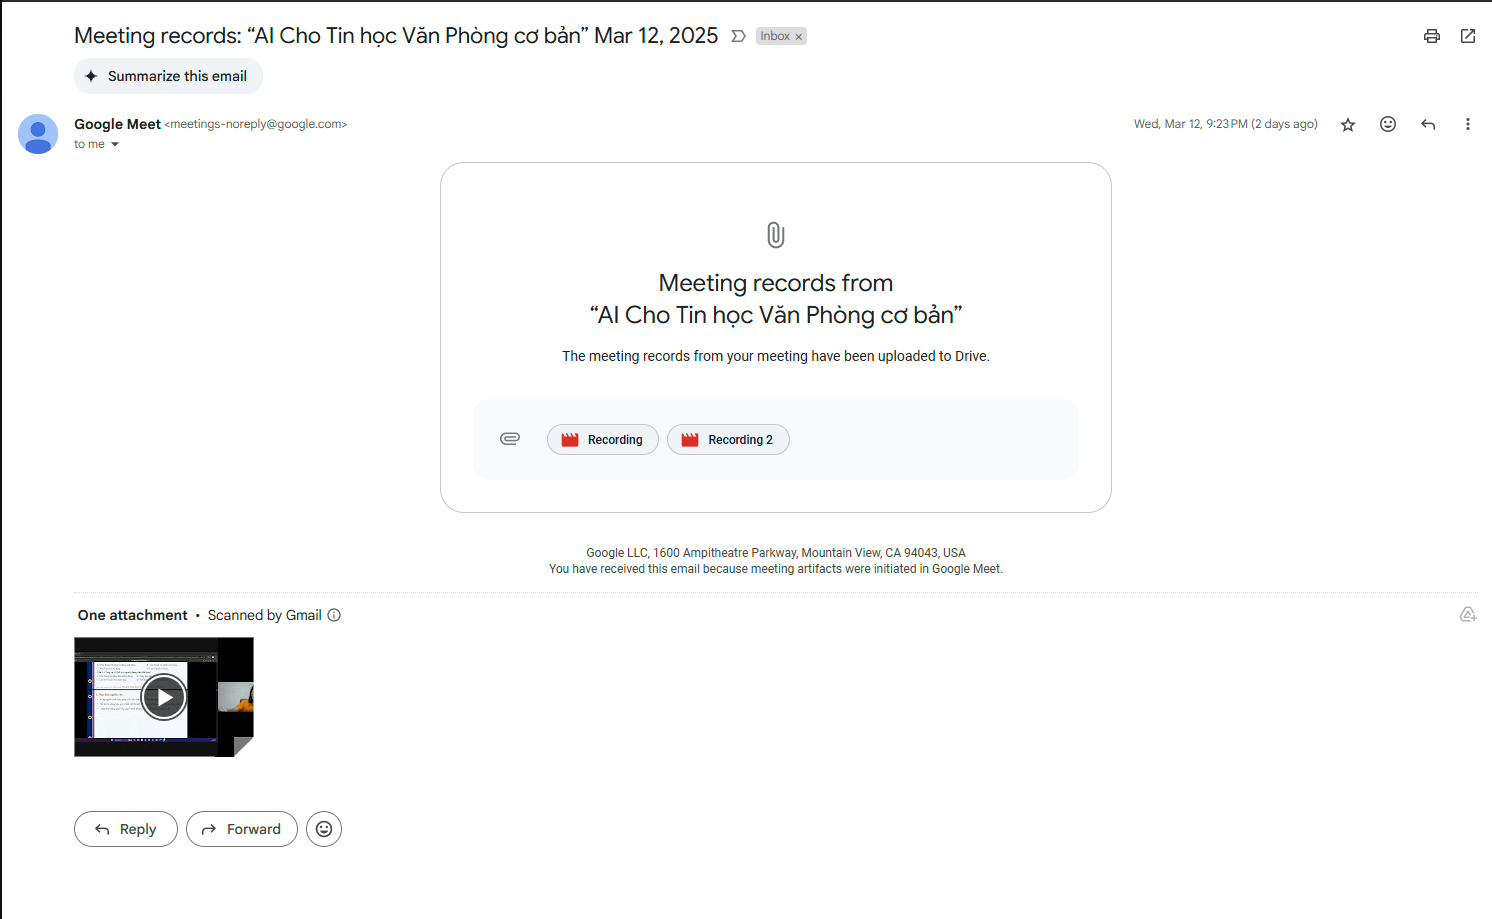 Meeting records: “AI Cho Tin học Văn Phòng cơ bản” Mar 12, 2025
Inbox ×
Summarize this email
Google Meet <meetings-noreply@google.com>
Wed, Mar 12, 9:23 PM (2 days ago)
to me
Meeting records from
“AI Cho Tin học Văn Phòng cơ bản”
The meeting records from your meeting have been uploaded to Drive.
Recording
Recording 2
Google LLC, 1600 Ampitheatre Parkway, Mountain View, CA 94043, USA
You have received this email because meeting artifacts were initiated in Google Meet.
One attachment • Scanned by Gmail
Reply
Forward